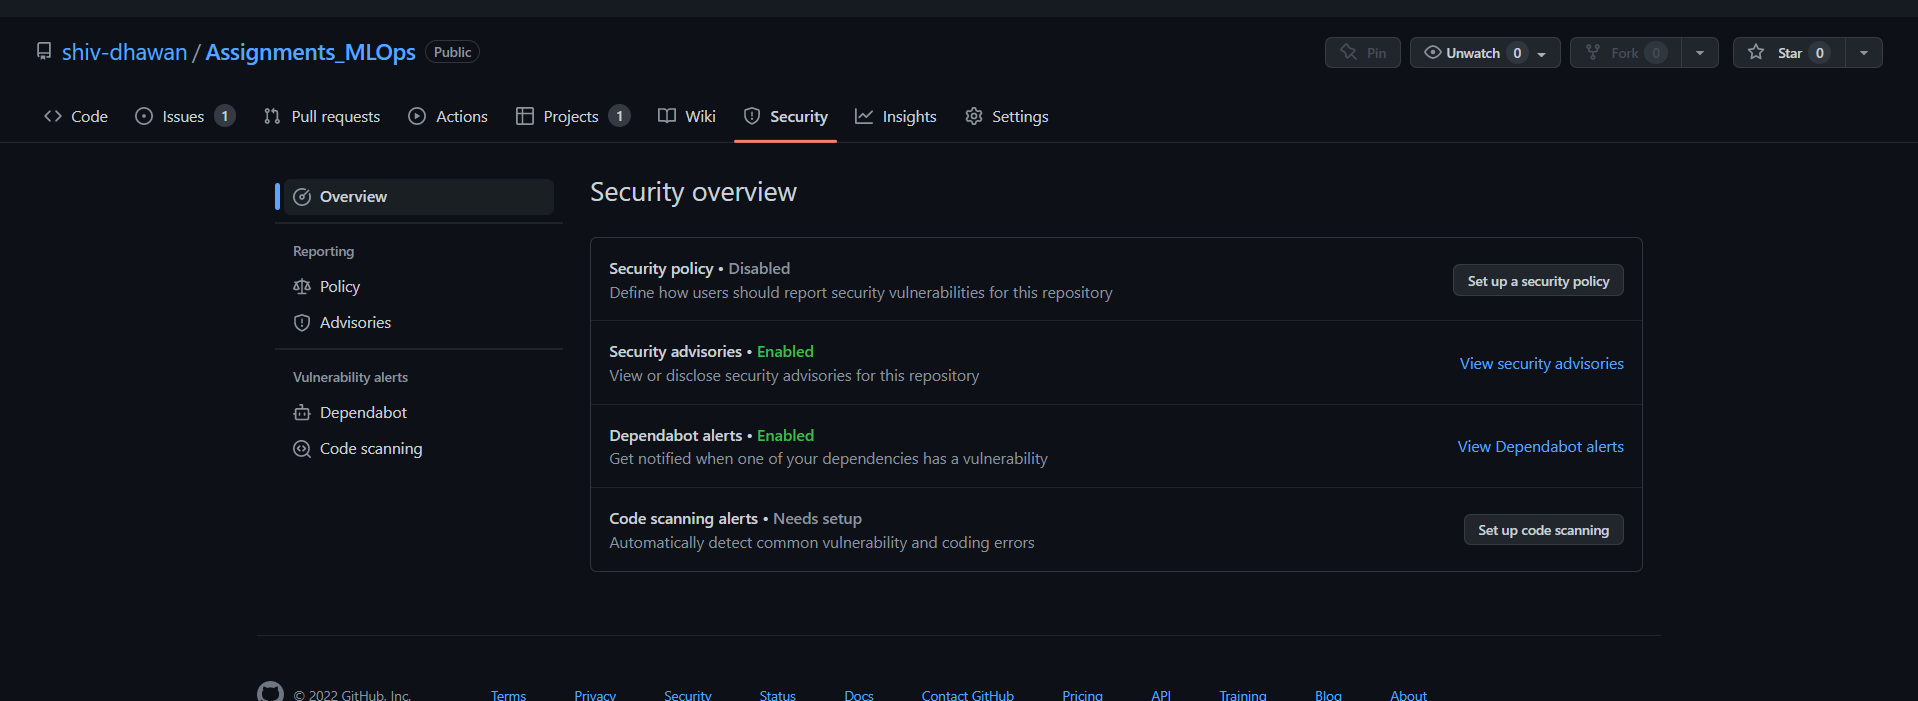 shiv-dhawan / Assignments_MLOps Public
Pin Unwatch 0 Fork 0 Star 0
Code Issues 1 Pull requests Actions Projects 1 Wiki Security Insights Settings
Overview
Reporting
Policy
Advisories
Vulnerability alerts
Dependabot
Code scanning
Security overview
Security policy • Disabled
Define how users should report security vulnerabilities for this repository
Set up a security policy
Security advisories • Enabled
View or disclose security advisories for this repository
View security advisories
Dependabot alerts • Enabled
Get notified when one of your dependencies has a vulnerability
View Dependabot alerts
Code scanning alerts • Needs setup
Automatically detect common vulnerability and coding errors
Set up code scanning
© 2022 GitHub, Inc. Terms Privacy Security Status Docs Contact GitHub Pricing API Training Blog About